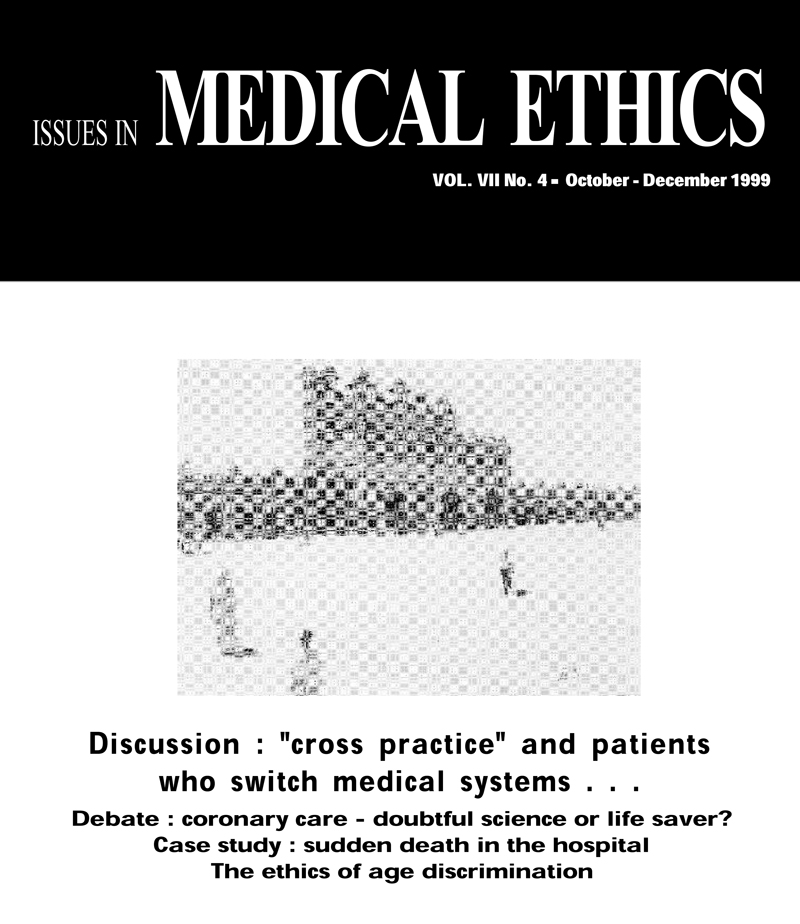 ISSUES IN MEDICAL ETHICS
VOL. VII No. 4 - October - December 1999
Discussion : "cross practice" and patients
who switch medical systems . . .
Debate : coronary care - doubtful science or life saver?
Case study : sudden death in the hospital
The ethics of age discrimination